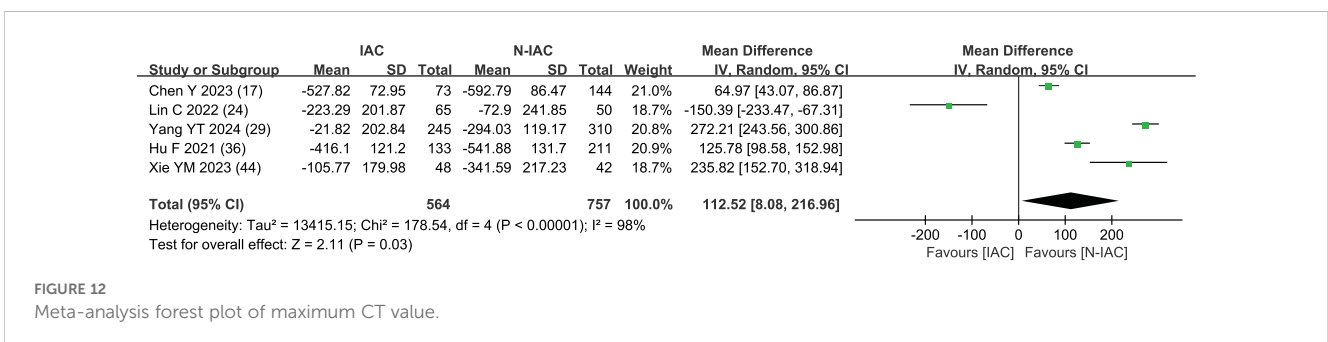 IAC N-IAC Mean Difference Mean Difference
Study or Subgroup Mean SD Total Mean SD Total Weight IV, Random, 95% CI IV, Random, 95% CI
Chen Y 2023 (17) -527.82 72.95 73 -592.79 86.47 144 21.0% 64.97 [43.07, 86.87]
Lin C 2022 (24) -223.29 201.87 65 -72.9 241.85 50 18.7% -150.39 [-233.47, -67.31]
Yang YT 2024 (29) -21.82 202.84 245 -294.03 119.17 310 20.8% 272.21 [243.56, 300.86]
Hu F 2021 (36) -416.1 121.2 133 -541.88 131.7 211 20.9% 125.78 [98.58, 152.98]
Xie YM 2023 (44) -105.77 179.98 48 -341.59 217.23 42 18.7% 235.82 [152.70, 318.94]
Total (95% CI) 564 757 100.0% 112.52 [8.08, 216.96]
Heterogeneity: Tau² = 13415.15; Chi² = 178.54, df = 4 (P < 0.00001); I² = 98%
Test for overall effect: Z = 2.11 (P = 0.03)
-200 -100 0 100 200
Favours [IAC] Favours [N-IAC]
FIGURE 12
Meta-analysis forest plot of maximum CT value.